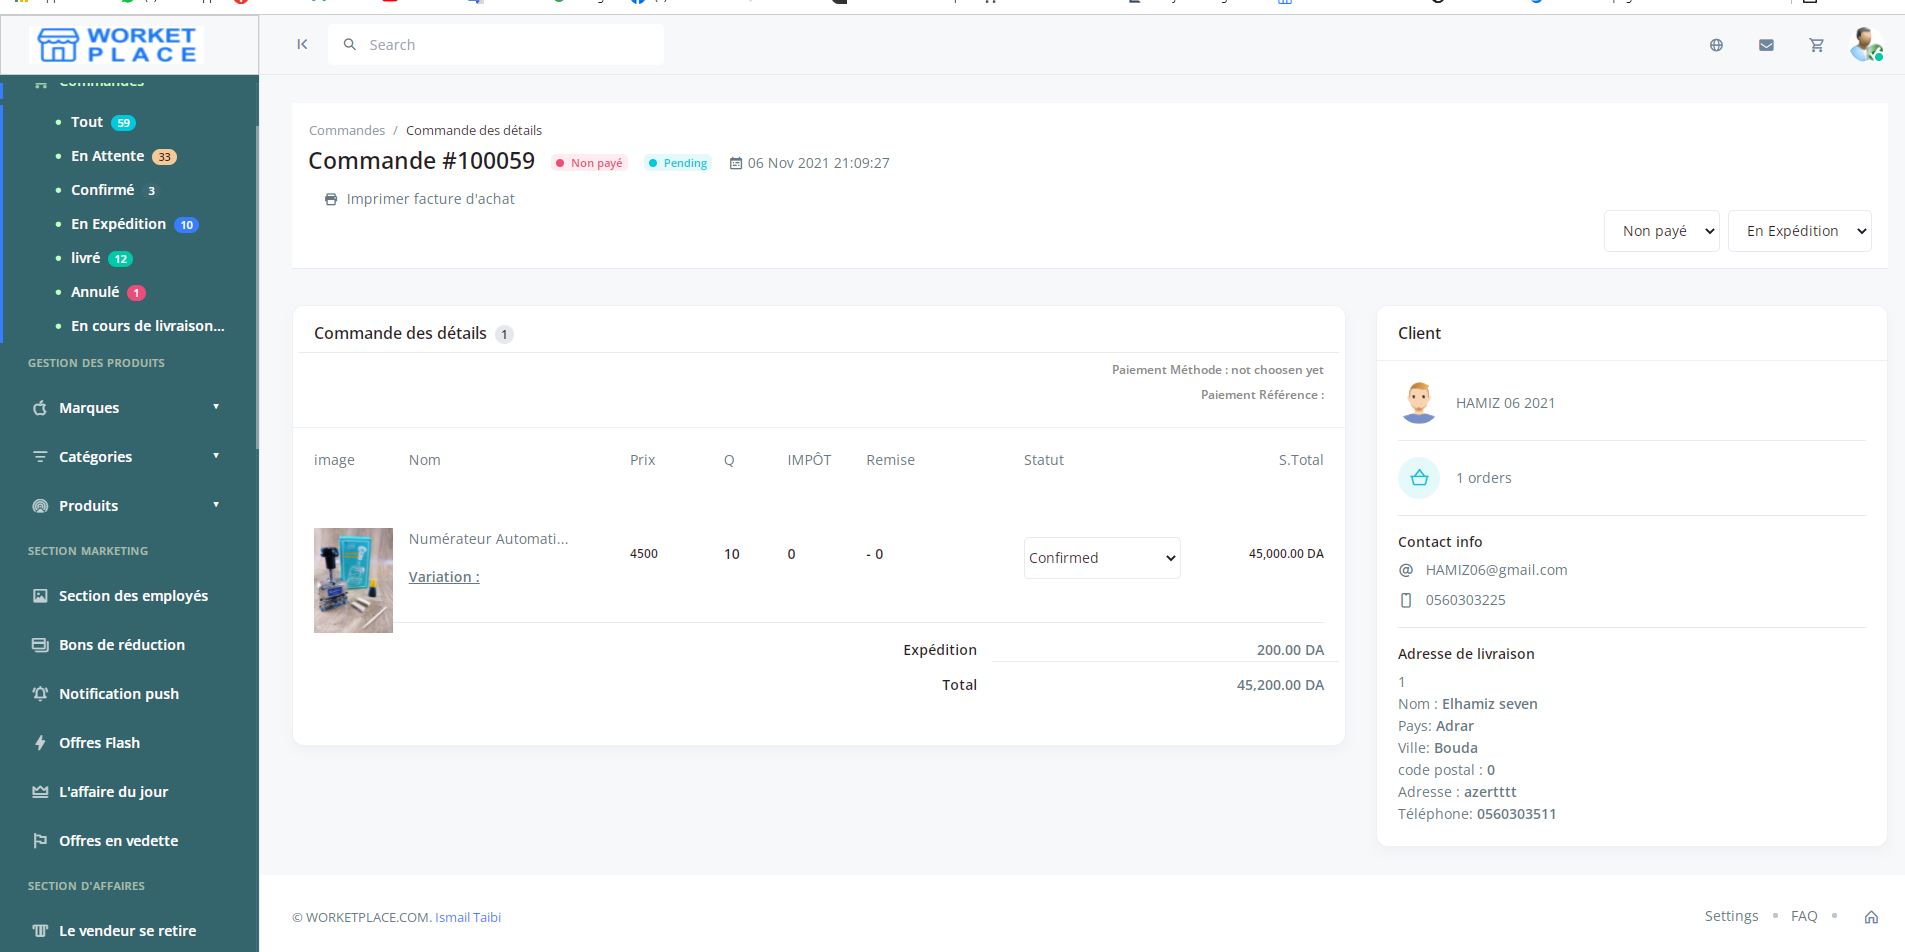 WORKET
PLACE
Search
Commandes
Tout 59
En Attente 33
Confirmé 3
En Expédition 10
livré 12
Annulé 1
En cours de livraison...
GESTION DES PRODUITS
Marques
Catégories
Produits
SECTION MARKETING
Section des employés
Bons de réduction
Notification push
Offres Flash
L'affaire du jour
Offres en vedette
SECTION D'AFFAIRES
Le vendeur se retire
Commandes / Commande des détails
Commande #100059 Non payé Pending 06 Nov 2021 21:09:27
Imprimer facture d'achat
Non payé En Expédition
Commande des détails 1
Paiement Méthode : not choosen yet
Paiement Référence :
image Nom Prix Q IMPÔT Remise Statut S.Total
Numérateur Automati... 4500 10 0 - 0 Confirmed 45,000.00 DA
Variation :
Expédition 200.00 DA
Total 45,200.00 DA
Client
HAMIZ 06 2021
1 orders
Contact info
@ HAMIZ06@gmail.com
0560303225
Adresse de livraison
1
Nom : Elhamiz seven
Pays: Adrar
Ville: Bouda
code postal : 0
Adresse : azertttt
Téléphone: 0560303511
© WORKETPLACE.COM. Ismail Taibi
Settings • FAQ •